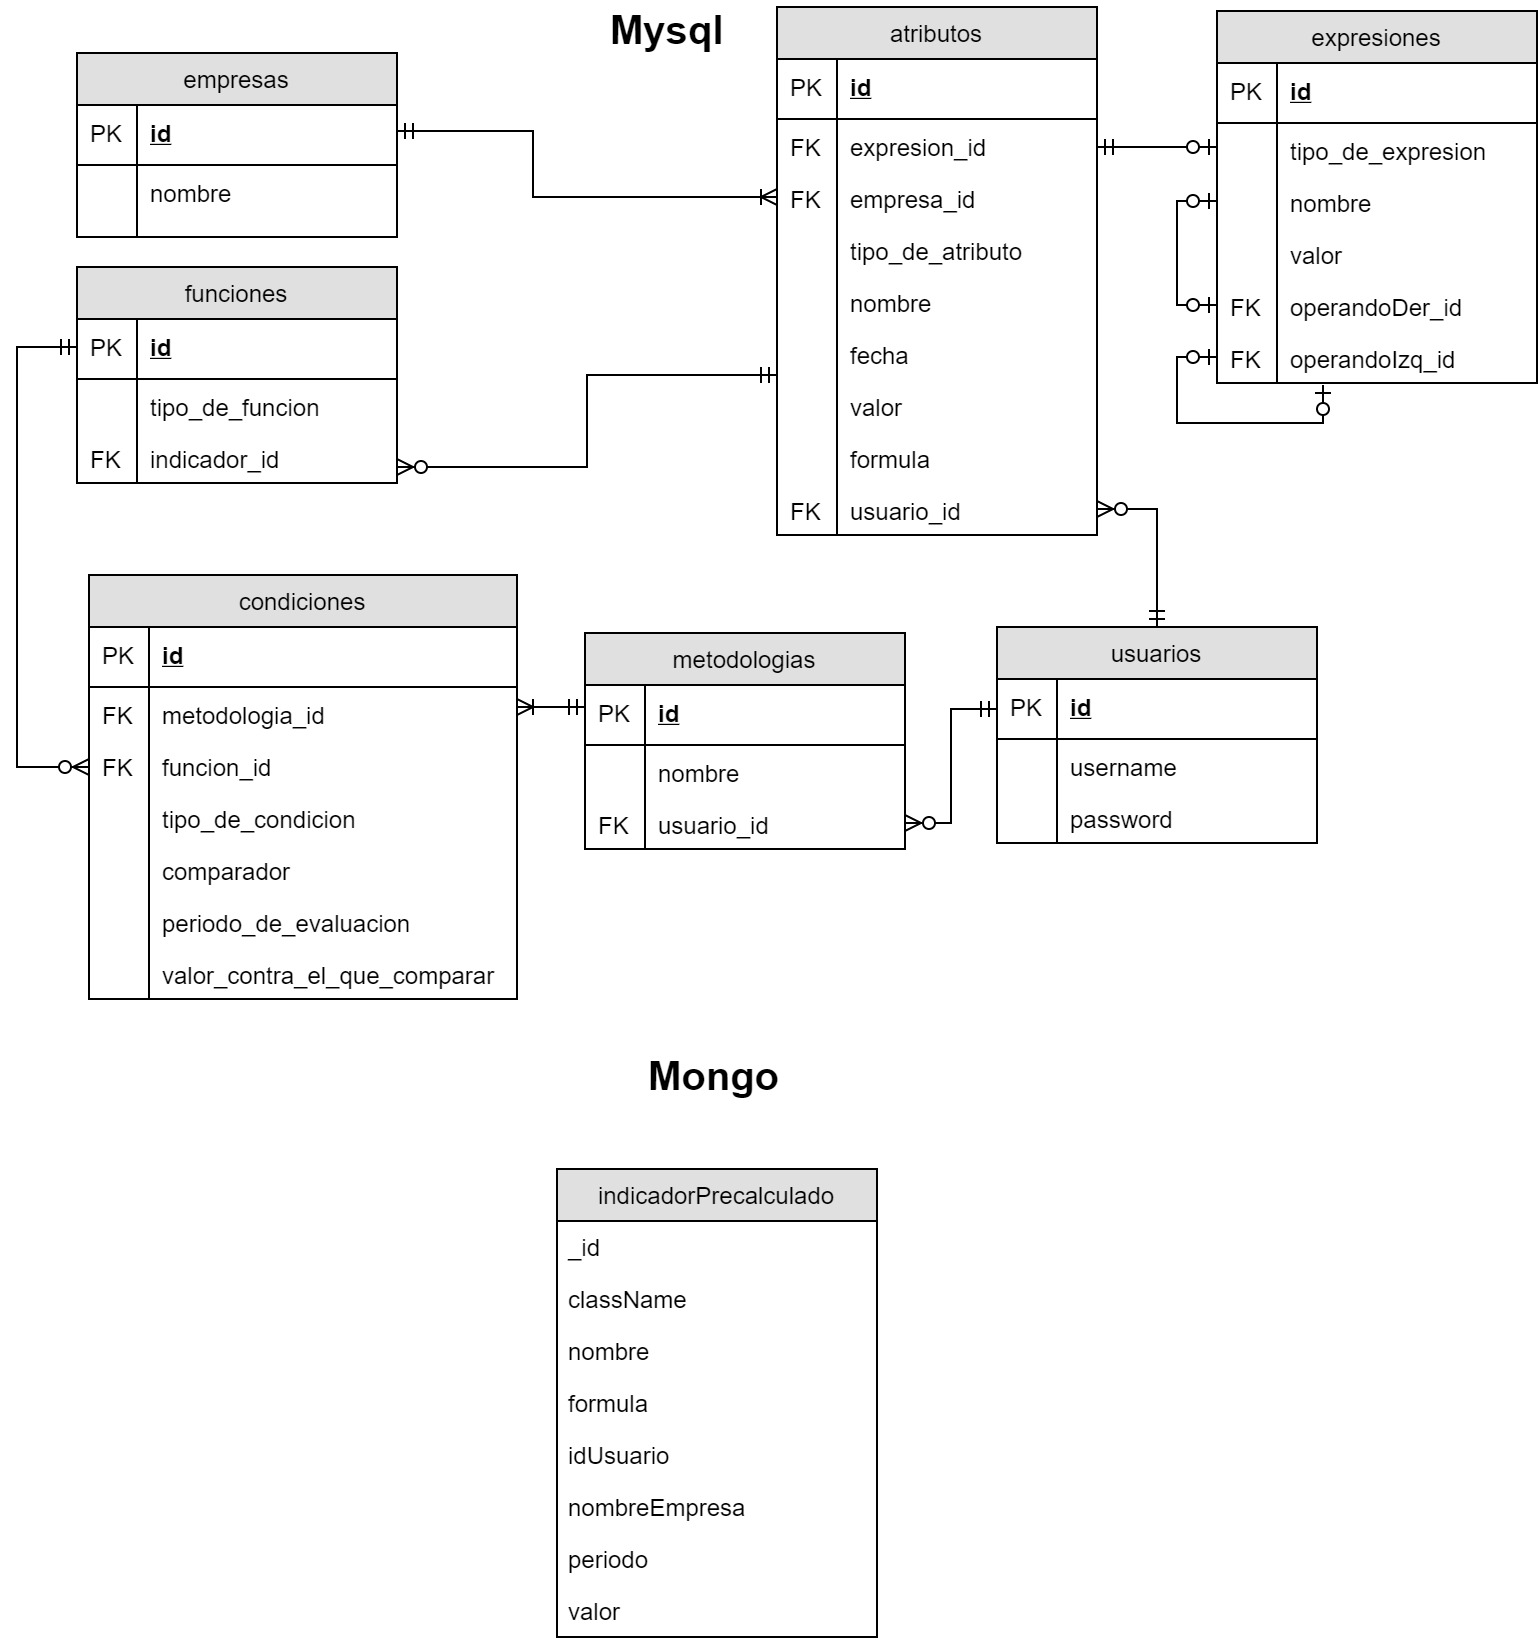 Mysql
empresas
PK id
nombre
funciones
PK id
tipo_de_funcion
FK indicador_id
atributos
PK id
FK expresion_id
FK empresa_id
tipo_de_atributo
nombre
fecha
valor
formula
FK usuario_id
expresiones
PK id
tipo_de_expresion
nombre
valor
FK operandoDer_id
FK operandoIzq_id
condiciones
PK id
FK metodologia_id
FK funcion_id
tipo_de_condicion
comparador
periodo_de_evaluacion
valor_contra_el_que_comparar
metodologias
PK id
nombre
FK usuario_id
usuarios
PK id
username
password
Mongo
indicadorPrecalculado
_id
className
nombre
formula
idUsuario
nombreEmpresa
periodo
valor